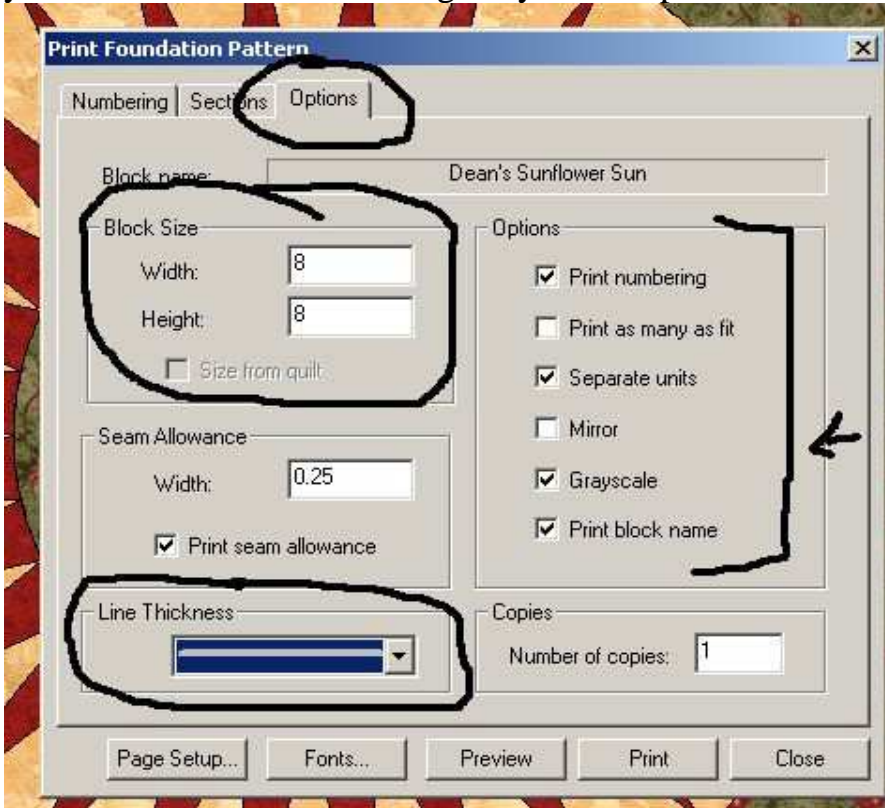 Print Foundation Pattern
Numbering Sections Options
Block name: Dean's Sunflower Sun
Block Size
Width: 8
Height: 8
Size from quilt
Seam Allowance
Width: 0.25
Print seam allowance
Line Thickness
Options
Print numbering
Print as many as fit
Separate units
Mirror
Grayscale
Print block name
Copies
Number of copies: 1
Page Setup... Fonts... Preview Print Close